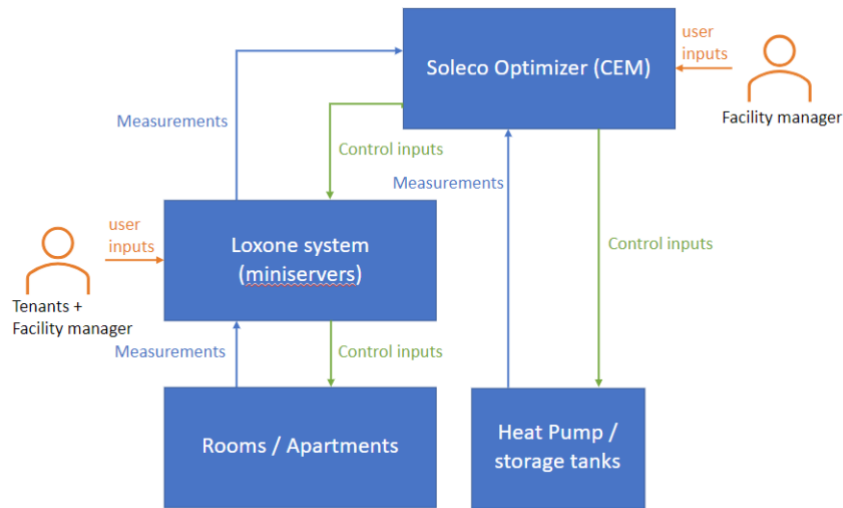 user
inputs
Soleco Optimizer (CEM)
Facility manager
Measurements
Control inputs
Measurements
user
inputs
Loxone system
(miniservers)
Control inputs
Tenants +
Facility manager
Measurements
Control inputs
Rooms / Apartments
Heat Pump /
storage tanks